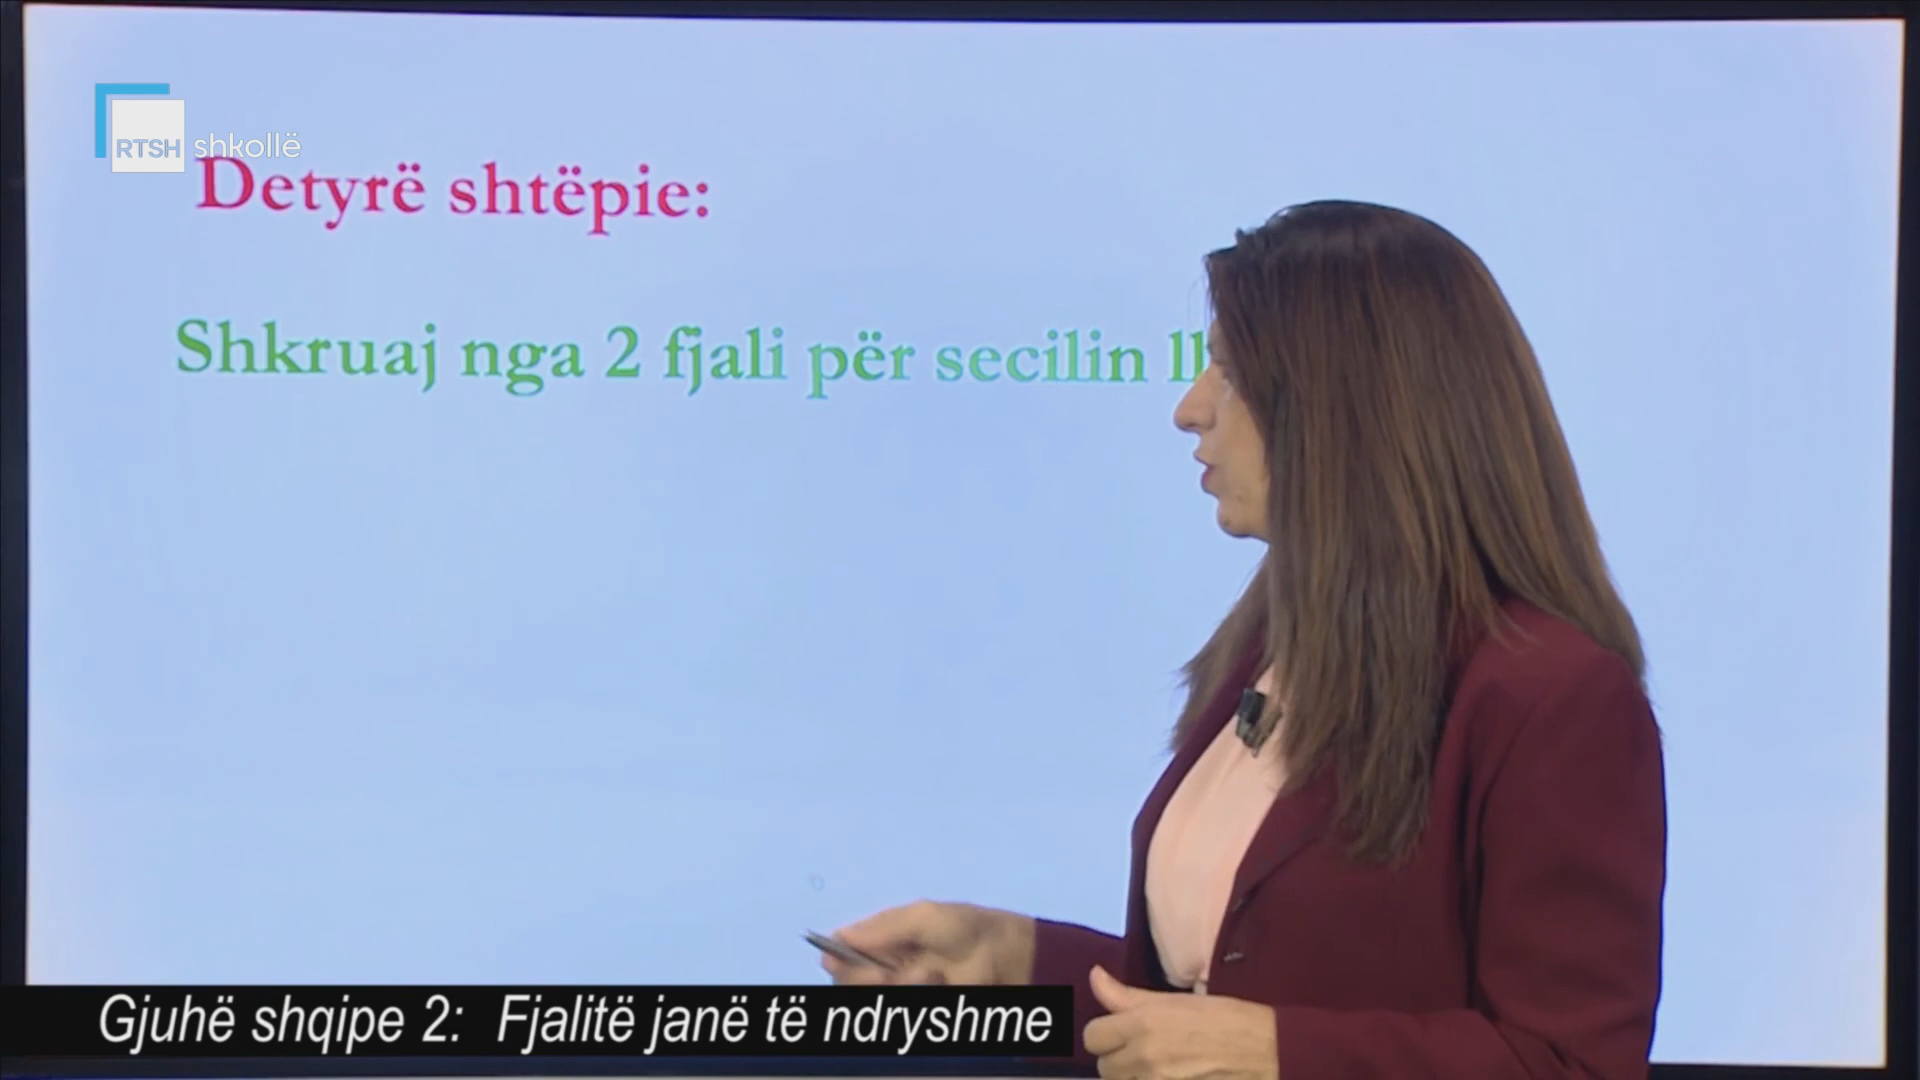 RTSH shkollë
Detyrë shtëpie:
Shkruaj nga 2 fjali për secilin
Gjuhë shqipe 2: Fjalitë janë të ndryshme